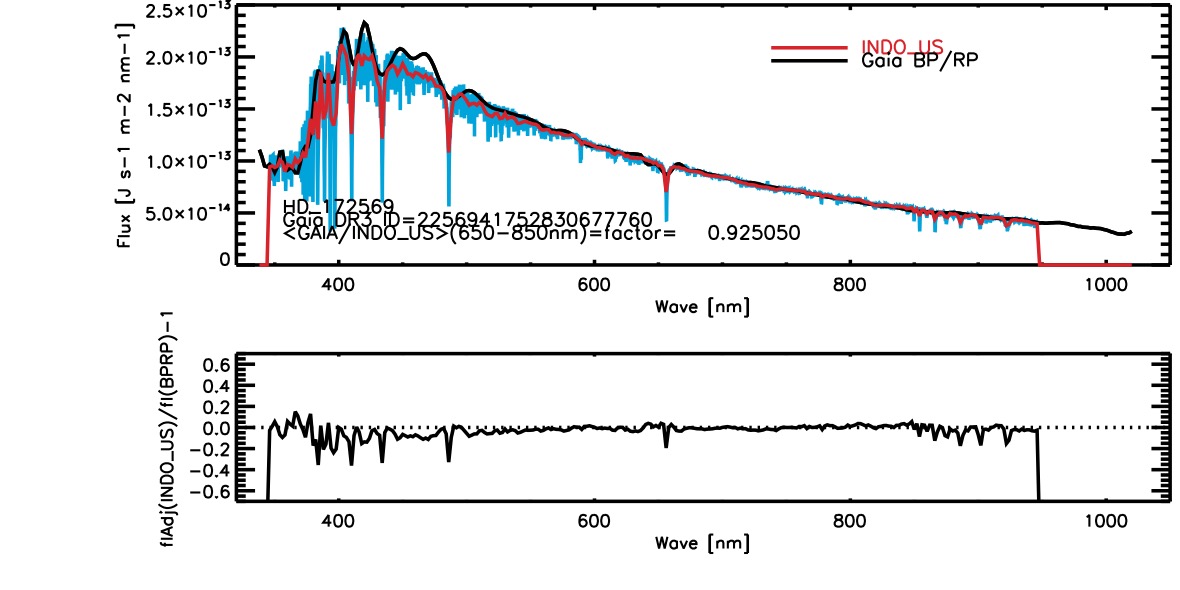 2.5×10−13
2.0×10−13
1.5×10−13
1.0×10−13
5.0×10−14
0
Flux [J s−1 m−2 nm−1]
INDO_US
Gaia BP/RP
HD_172569
Gaia DR3_ID=2256941752830677760
<GAIA/INDO_US>(650−850nm)=factor= 0.925050
400 600 800 1000
Wave [nm]
0.6
0.4
0.2
0.0
−0.2
−0.4
−0.6
flAdj(INDO_US)/fl(BPRP)−1
400 600 800 1000
Wave [nm]